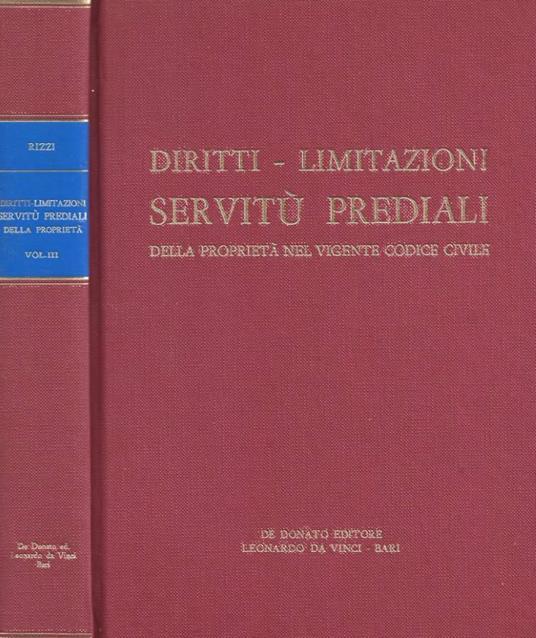 RIZZI
DIRITTI-LIMITAZIONI
SERVITÙ PREDIALI
DELLA PROPRIETÀ
VOL. III
De Donato ed.
Leonardo da Vinci
Bari
DIRITTI - LIMITAZIONI
SERVITÙ PREDIALI
DELLA PROPRIETÀ NEL VIGENTE CODICE CIVILE
DE DONATO EDITORE
LEONARDO DA VINCI - BARI